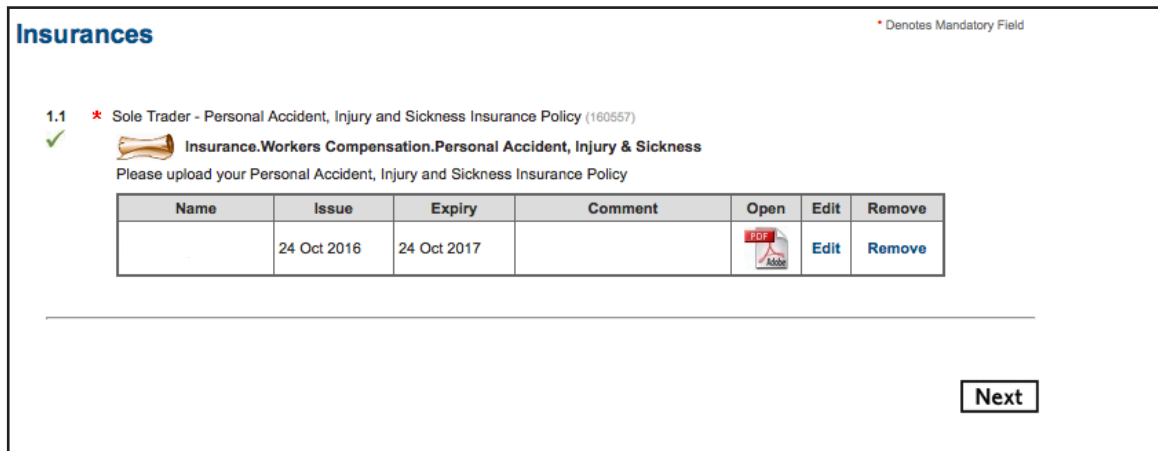 Insurances
* Denotes Mandatory Field
1.1 * Sole Trader - Personal Accident, Injury and Sickness Insurance Policy (160557)
Insurance.Workers Compensation.Personal Accident, Injury & Sickness
Please upload your Personal Accident, Injury and Sickness Insurance Policy
Name Issue Expiry Comment Open Edit Remove
24 Oct 2016 24 Oct 2017 PDF Adobe Edit Remove
Next